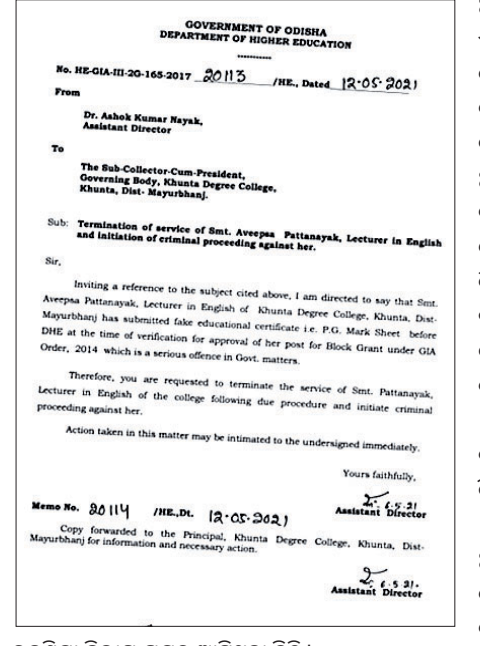 GOVERNMENT OF ODISHA
DEPARTMENT OF HIGHER EDUCATION
No. HE-GIA-III-2G-165-2017 20113 /HE., Dated 12-05-2021
From
Dr. Ashok Kumar Nayak,
Assistant Director
To
The Sub-Collector-Cum-President,
Governing Body, Khunta Degree College,
Khunta, Dist- Mayurbhanj.
Sub: Termination of service of Smt. Aveepsa Pattanayak, Lecturer in English
and initiation of criminal proceeding against her.
Sir,
Inviting a reference to the subject cited above, I am directed to say that Smt.
Aveepsa Pattanayak, Lecturer in English of Khunta Degree College, Khunta, Dist-
Mayurbhanj has submitted fake educational certificate i.e. P.G. Mark Sheet before
DHE at the time of verification for approval of her post for Block Grant under GIA
Order, 2014 which is a serious offence in Govt. matters.
Therefore, you are requested to terminate the service of Smt. Pattanayak,
Lecturer in English of the college following due procedure and initiate criminal
proceeding against her.
Action taken in this matter may be intimated to the undersigned immediately.
Yours faithfully,
6.5.21
Assistant Director
Memo No. 20114 /HE.,Dt. 12-05-2021
Copy forwarded to the Principal, Khunta Degree College, Khunta, Dist-
Mayurbhanj for information and necessary action.
6.5.21.
Assistant Director